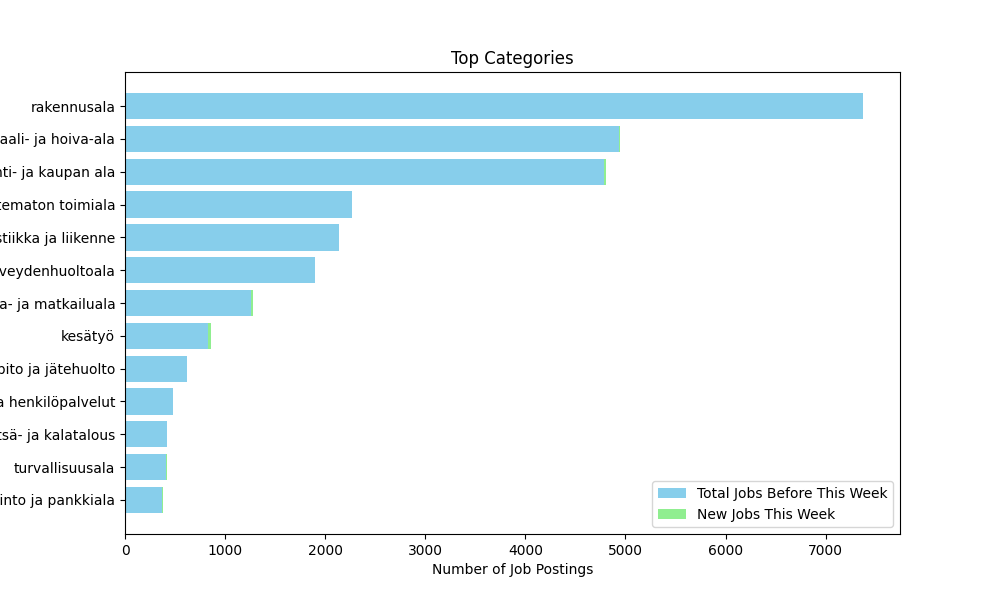 Top Categories
rakennusala
aali- ja hoiva-ala
nti- ja kaupan ala
tematon toimiala
stiikka ja liikenne
veydenhuoltoala
a- ja matkailuala
kesätyö
pito ja jätehuolto
a henkilöpalvelut
tsä- ja kalatalous
turvallisuusala
into ja pankkiala
Total Jobs Before This Week
New Jobs This Week
0 1000 2000 3000 4000 5000 6000 7000
Number of Job Postings